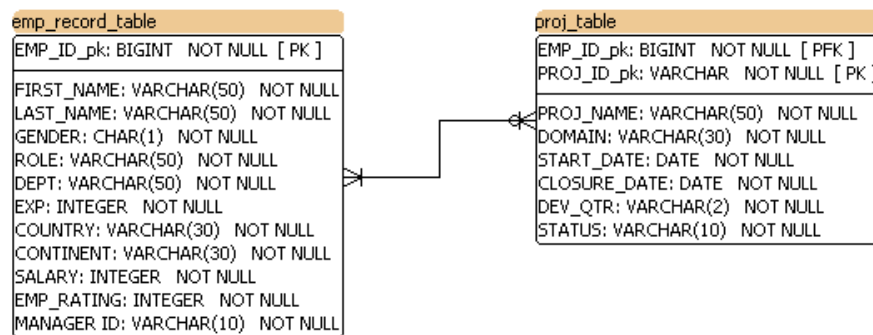 emp_record_table
EMP_ID_pk: BIGINT NOT NULL [ PK ]
FIRST_NAME: VARCHAR(50) NOT NULL
LAST_NAME: VARCHAR(50) NOT NULL
GENDER: CHAR(1) NOT NULL
ROLE: VARCHAR(50) NOT NULL
DEPT: VARCHAR(50) NOT NULL
EXP: INTEGER NOT NULL
COUNTRY: VARCHAR(30) NOT NULL
CONTINENT: VARCHAR(30) NOT NULL
SALARY: INTEGER NOT NULL
EMP_RATING: INTEGER NOT NULL
MANAGER ID: VARCHAR(10) NOT NULL
proj_table
EMP_ID_pk: BIGINT NOT NULL [ PFK ]
PROJ_ID_pk: VARCHAR NOT NULL [ PK ]
PROJ_NAME: VARCHAR(50) NOT NULL
DOMAIN: VARCHAR(30) NOT NULL
START_DATE: DATE NOT NULL
CLOSURE_DATE: DATE NOT NULL
DEV_QTR: VARCHAR(2) NOT NULL
STATUS: VARCHAR(10) NOT NULL